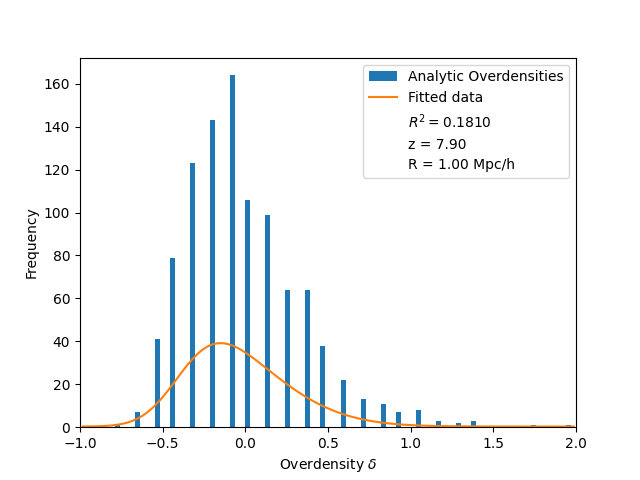 Analytic Overdensities
Fitted data
R² = 0.1810
z = 7.90
R = 1.00 Mpc/h
160
140
120
100
80
60
40
20
0
Frequency
−1.0 −0.5 0.0 0.5 1.0 1.5 2.0
Overdensity δ